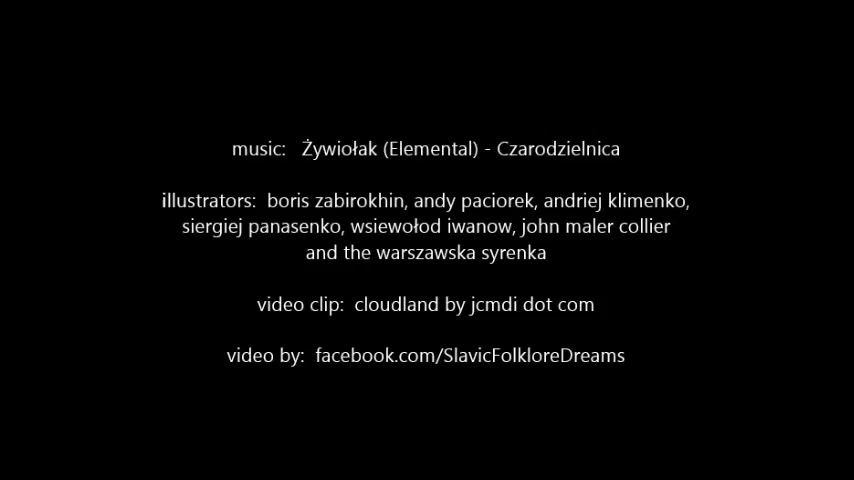 music: Żywiołak (Elemental) - Czarodzielnica
illustrators: boris zabirokhin, andy paciorek, andriej klimenko,
siergiej panasenko, wsiewołod iwanow, john maler collier
and the warszawska syrenka
video clip: cloudland by jcmdi dot com
video by: facebook.com/SlavicFolkloreDreams